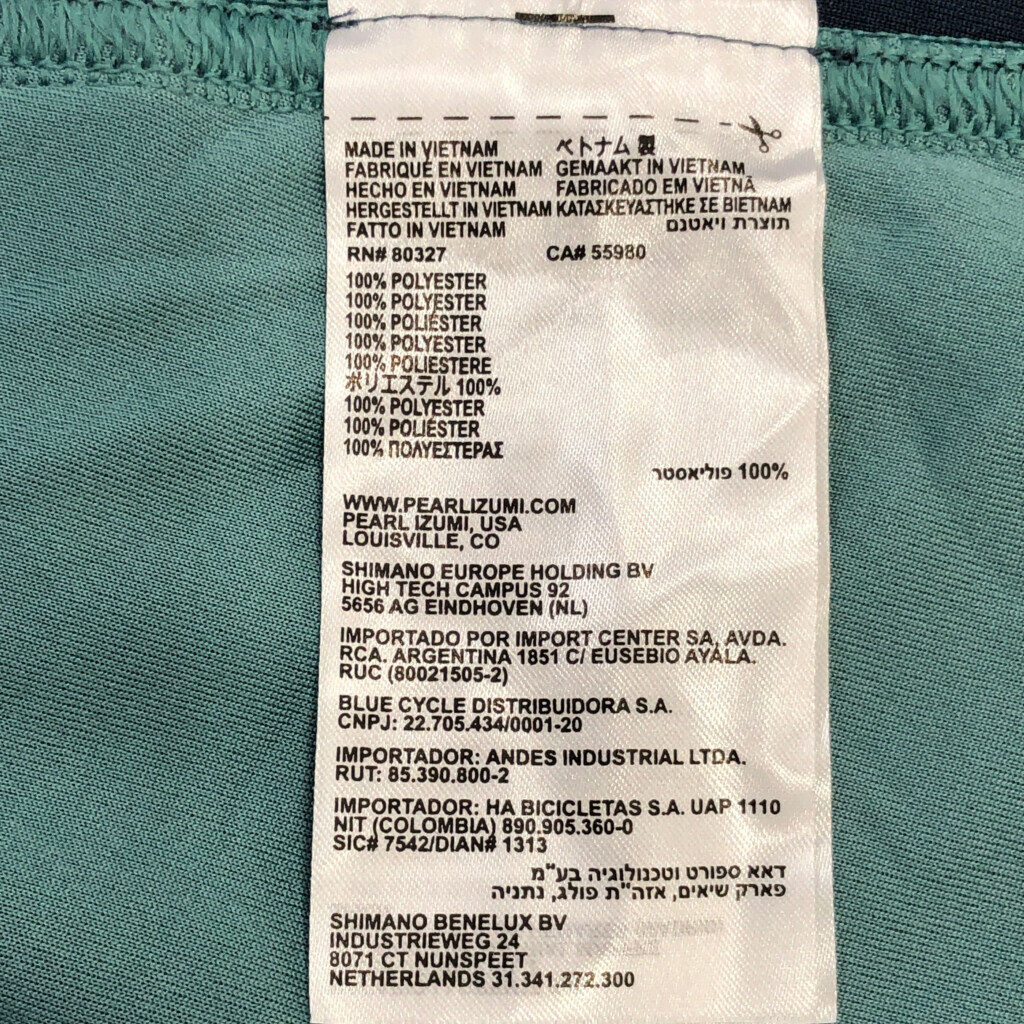 MADE IN VIETNAM ベトナム 製
FABRIQUÉ EN VIETNAM GEMAAKT IN VIETNAM
HECHO EN VIETNAM FABRICADO EM VIETNÃ
HERGESTELLT IN VIETNAM ΚΑΤΑΣΚΕΥΑΣΤΗΚΕ ΣΕ ΒΙΕΤΝΑΜ
FATTO IN VIETNAM תוצרת ויאטנם
RN# 80327 CA# 55980
100% POLYESTER
100% POLYESTER
100% POLIÉSTER
100% POLYESTER
100% POLIESTERE
ポリエステル 100%
100% POLYESTER
100% POLIÉSTER
100% ΠΟΛΥΕΣΤΕΡΑΣ
100% פוליאסטר
WWW.PEARLIZUMI.COM
PEARL IZUMI, USA
LOUISVILLE, CO
SHIMANO EUROPE HOLDING BV
HIGH TECH CAMPUS 92
5656 AG EINDHOVEN (NL)
IMPORTADO POR IMPORT CENTER SA, AVDA.
RCA. ARGENTINA 1851 C/ EUSEBIO AYALA.
RUC (80021505-2)
BLUE CYCLE DISTRIBUIDORA S.A.
CNPJ: 22.705.434/0001-20
IMPORTADOR: ANDES INDUSTRIAL LTDA.
RUT: 85.390.800-2
IMPORTADOR: HA BICICLETAS S.A. UAP 1110
NIT (COLOMBIA) 890.905.360-0
SIC# 7542/DIAN# 1313
דאא ספורט וטכנולוגיה בע"מ
פארק שיאים, אזה"ת פולג, נתניה
SHIMANO BENELUX BV
INDUSTRIEWEG 24
8071 CT NUNSPEET
NETHERLANDS 31.341.272.300